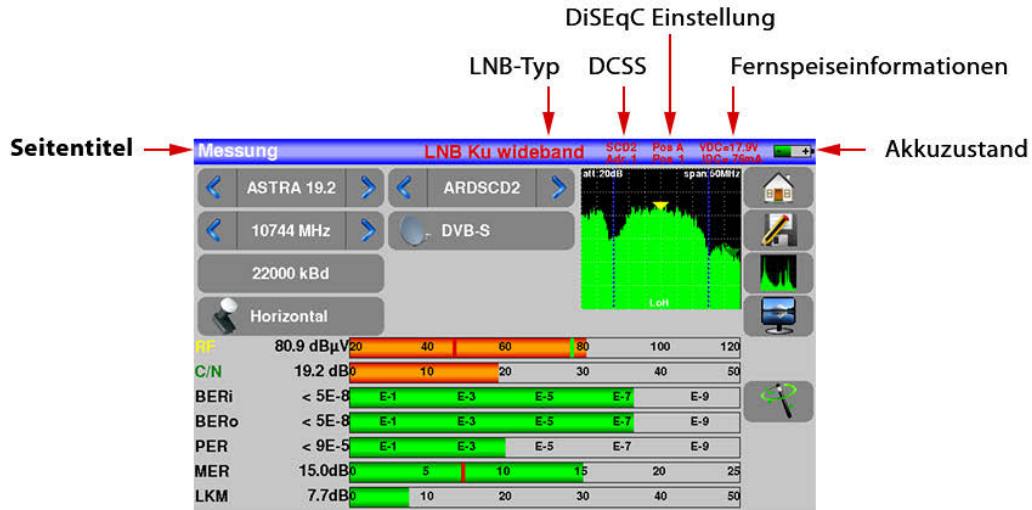 DiSEqC Einstellung
LNB-Typ DCSS Fernspeiseinformationen
Seitentitel
Akkuzustand
Messung LNB Ku wideband SCD2 Pos A VDC=17.9V
Adr. 1 Pos 1 IDC= 76mA
ASTRA 19.2 ARDSCD2 att:20dB span:50MHz
10744 MHz DVB-S
22000 kBd
LoH
Horizontal
RF 80.9 dBµV 20 40 60 80 100 120
C/N 19.2 dB 0 10 20 30 40 50
BERi < 5E-8 E-1 E-3 E-5 E-7 E-9
BERo < 5E-8 E-1 E-3 E-5 E-7 E-9
PER < 9E-5 E-1 E-3 E-5 E-7 E-9
MER 15.0dB 0 5 10 15 20 25
LKM 7.7dB 0 10 20 30 40 50